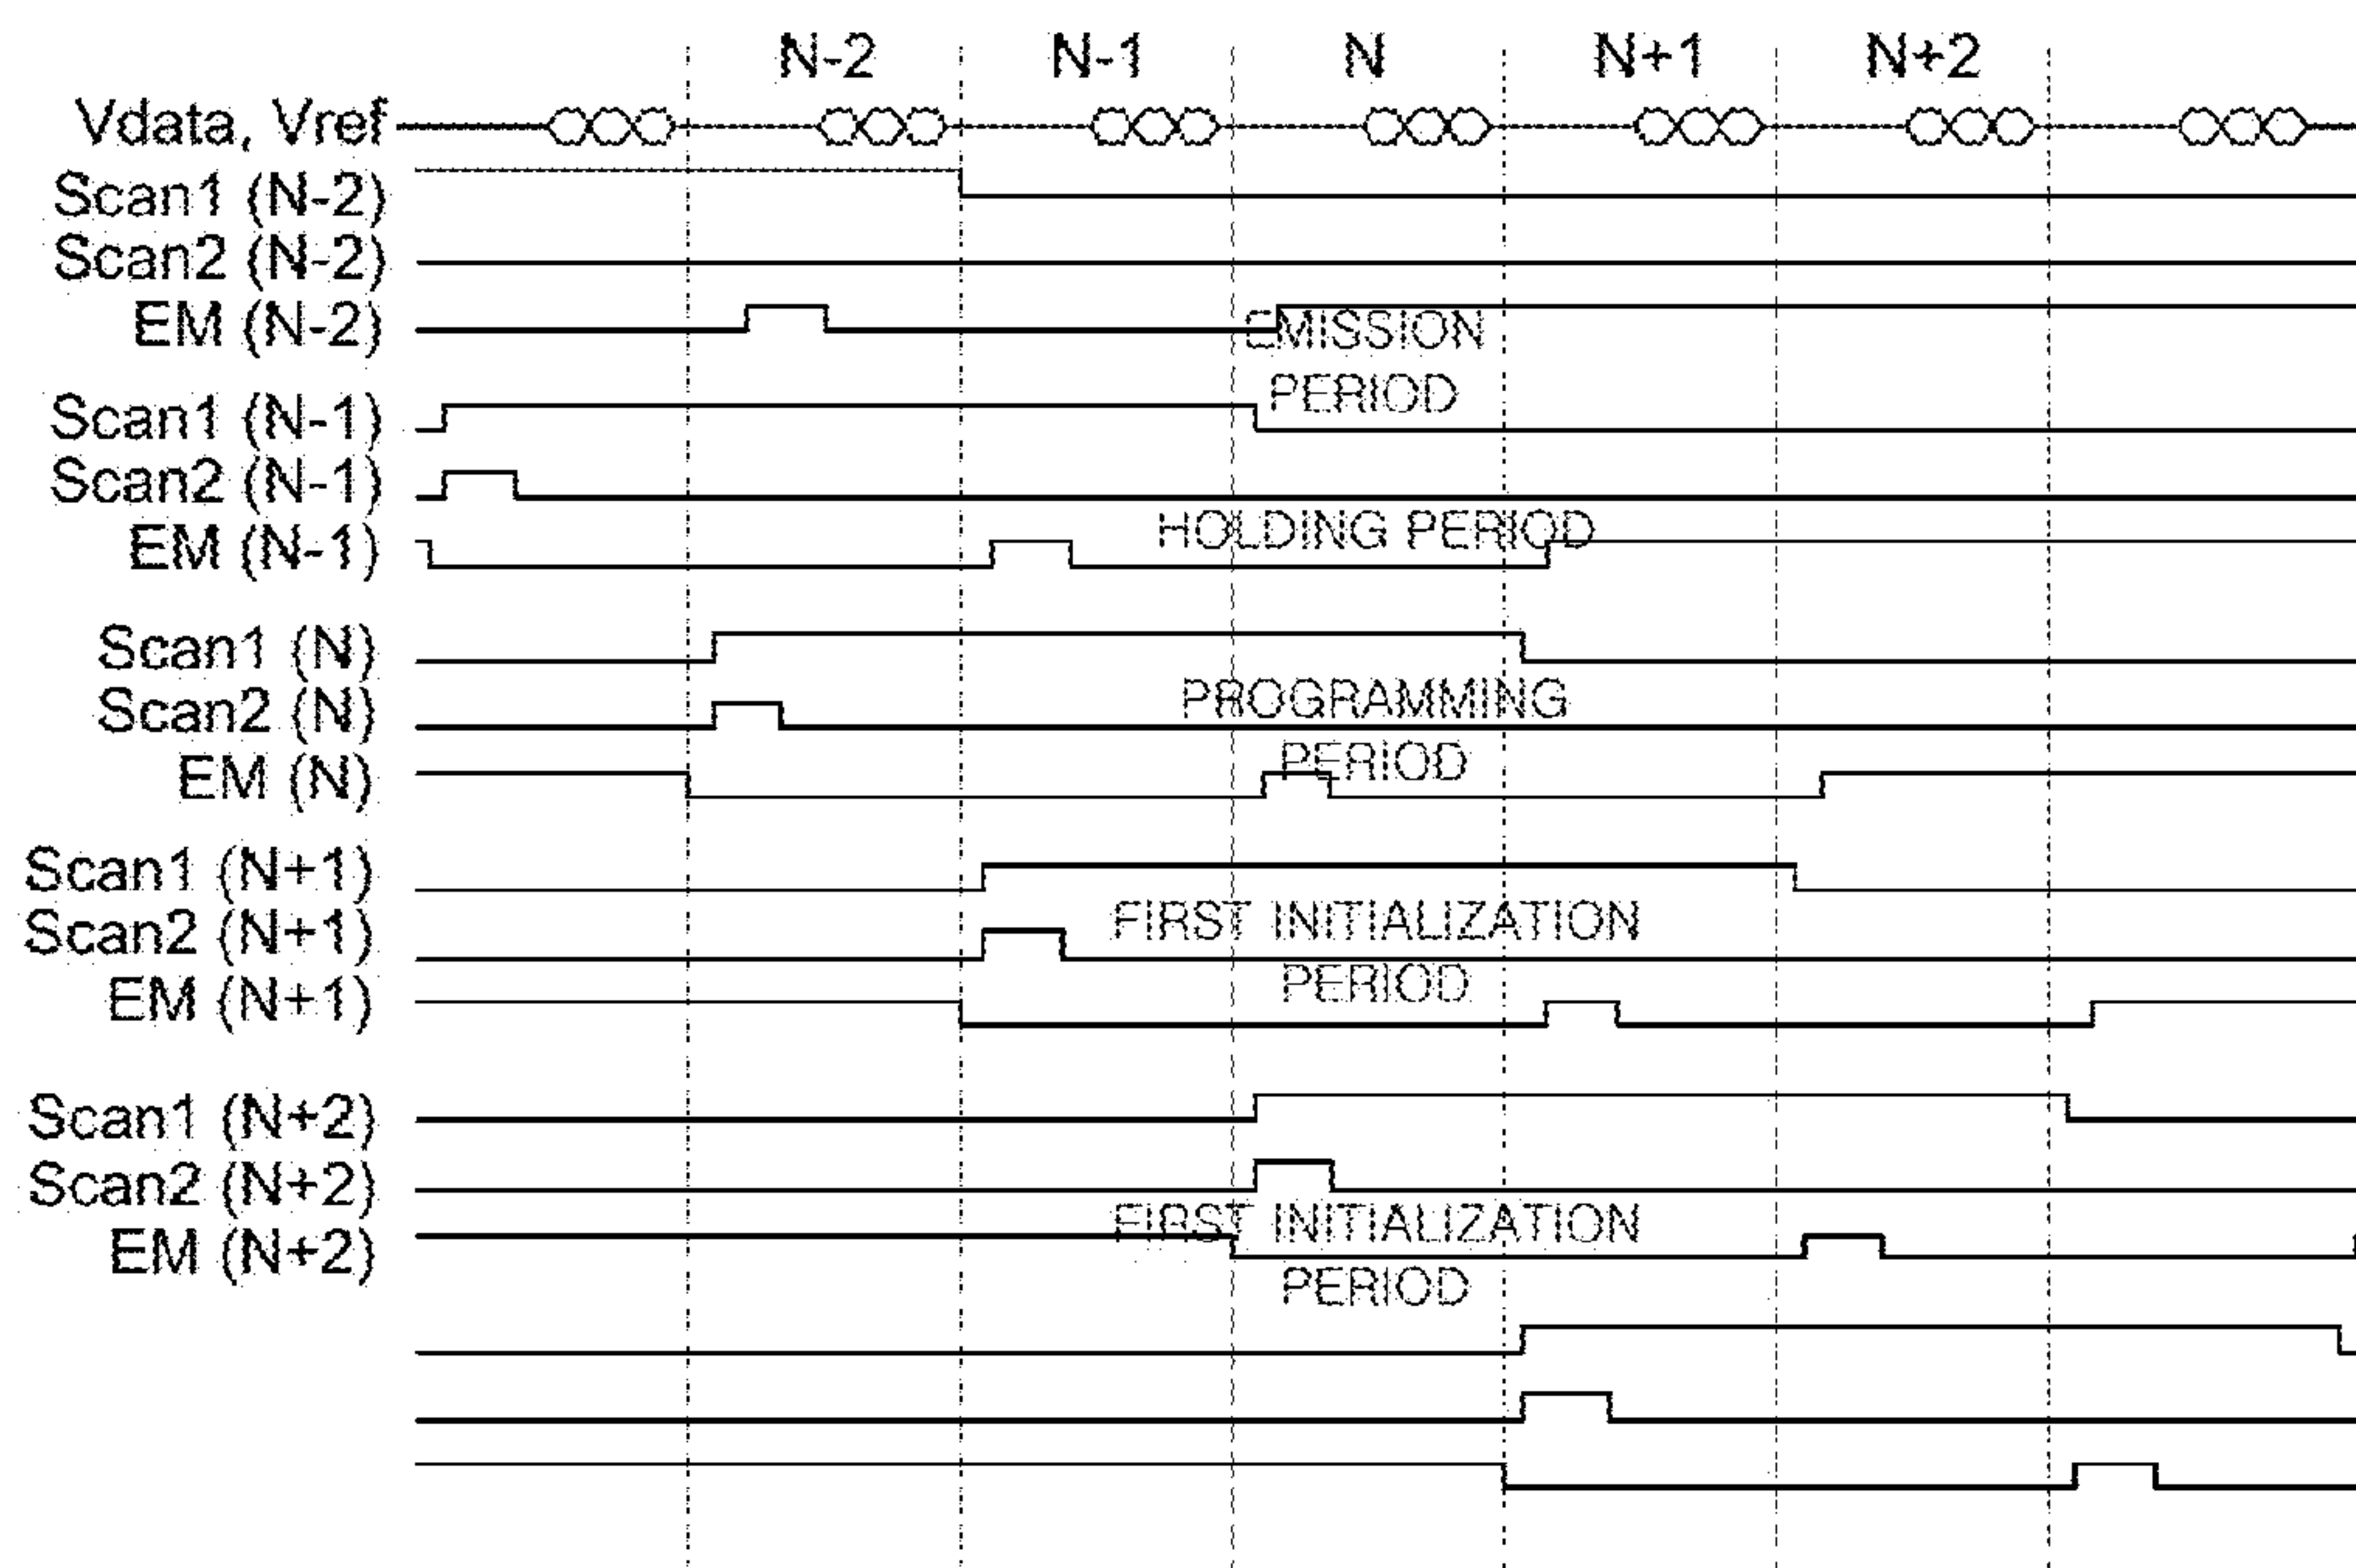 N-2 N-1 N N+1 N+2
Vdata, Vref
Scan1 (N-2)
Scan2 (N-2)
EM (N-2)
EMISSION
PERIOD
Scan1 (N-1)
Scan2 (N-1)
HOLDING PERIOD
EM (N-1)
Scan1 (N)
PROGRAMMING
Scan2 (N)
PERIOD
EM (N)
Scan1 (N+1)
FIRST INITIALIZATION
Scan2 (N+1)
PERIOD
EM (N+1)
Scan1 (N+2)
Scan2 (N+2)
FIRST INITIALIZATION
EM (N+2)
PERIOD